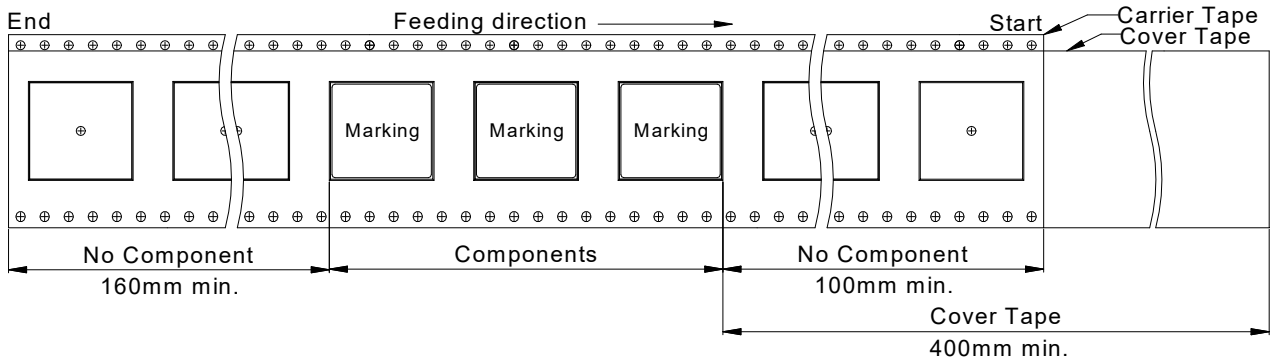 End
Feeding direction
Start
Carrier Tape
Cover Tape
Marking
Marking
Marking
No Component
160mm min.
Components
No Component
100mm min.
Cover Tape
400mm min.